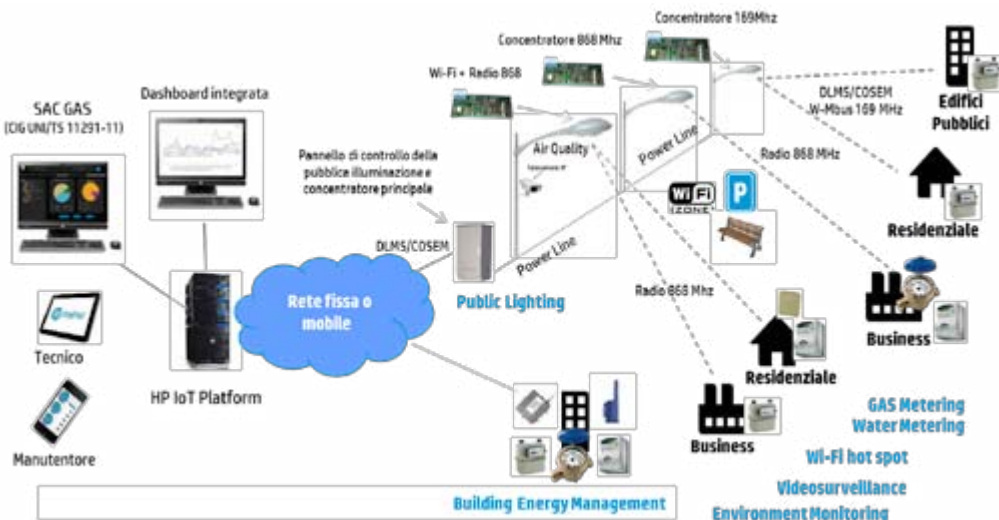 Concentratore 169Mhz
Concentratore 868 Mhz
Wi-Fi + Radio 868
Dashboard integrata
SAC GAS
(CIG UNI/TS 11291-11)
DLMS/COSEM
W-Mbus 169 MHz
Edifici
Pubblici
Air Quality
Power Line
Radio 868 MHz
Pannello di controllo della
pubblica illuminazione e
concentratore principale
Wi Fi
ZONE
P
Residenziale
DLMS/COSEM
Power Line
Rete fissa o
mobile
Public Lighting
Radio 868 Mhz
Business
Tecnico
HP IoT Platform
Residenziale
Business
GAS Metering
Water Metering
Manutentore
Wi-Fi hot spot
Videosurveillance
Building Energy Management
Environment Monitoring